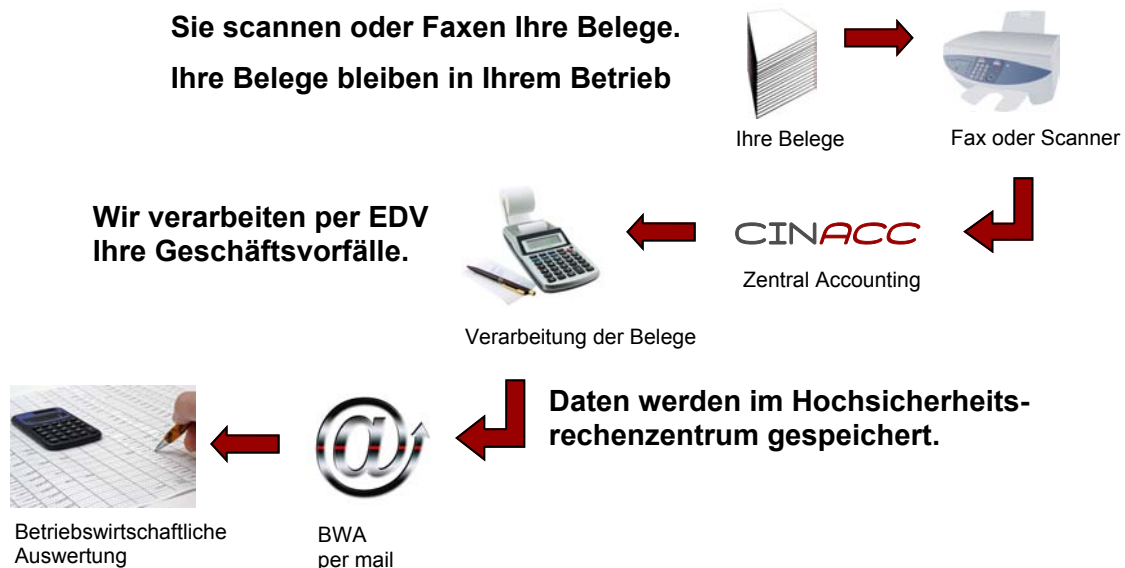 Sie scannen oder Faxen Ihre Belege.
Ihre Belege bleiben in Ihrem Betrieb
Ihre Belege
Fax oder Scanner
Wir verarbeiten per EDV
Ihre Geschäftsvorfälle.
CINACC
Zentral Accounting
Verarbeitung der Belege
Daten werden im Hochsicherheits-
rechenzentrum gespeichert.
Betriebswirtschaftliche
Auswertung
BWA
per mail